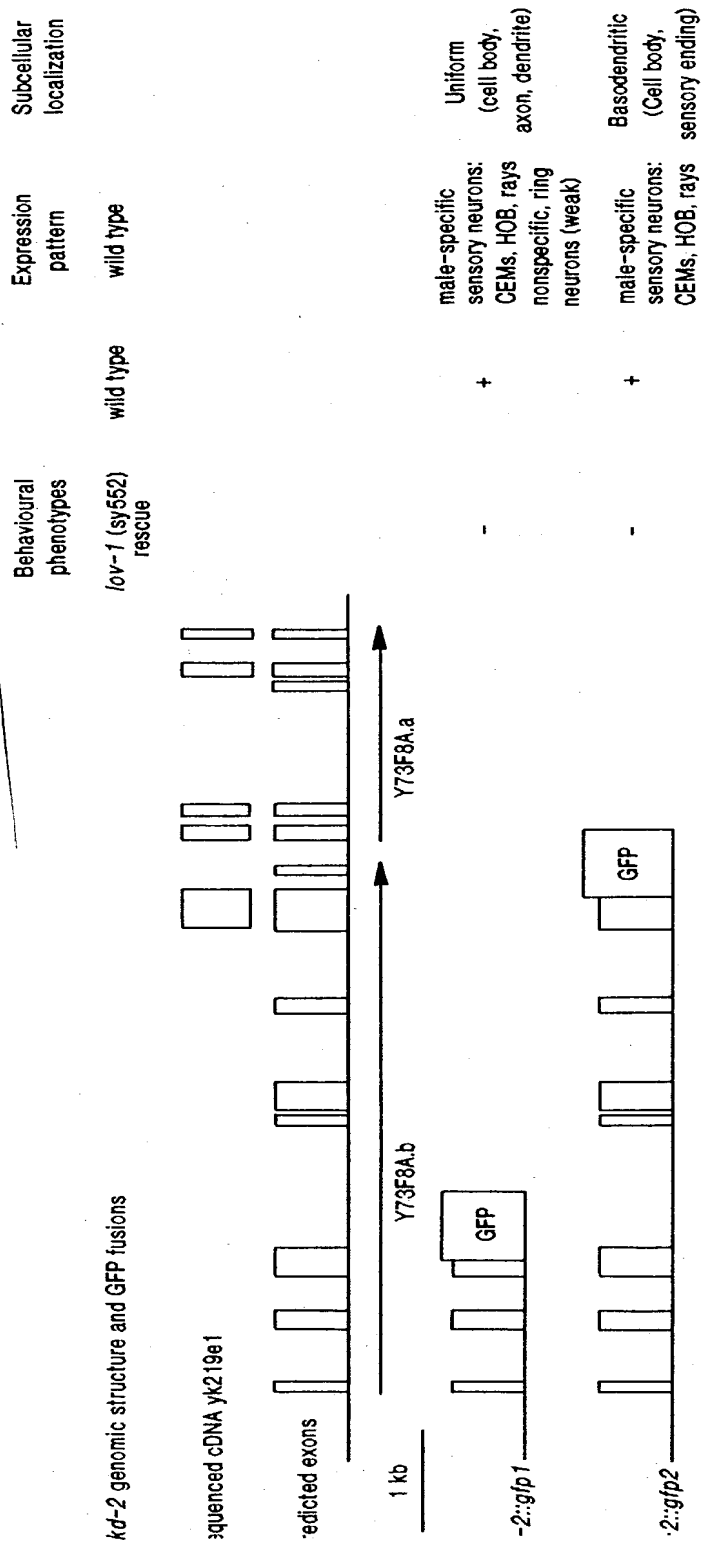 kd-2 genomic structure and GFP fusions
Behavioural
phenotypes
Expression
pattern
Subcellular
localization
lov-1 (sy552)
rescue
wild type
wild type
equenced cDNA yk219e1
redicted exons
Y73F8A.b
Y73F8A.a
1 kb
-2::gfp1
GFP
-
+
male-specific
sensory neurons:
CEMs, HOB, rays
nonspecific, ring
neurons (weak)
Uniform
(cell body,
axon, dendrite)
-2::gfp2
GFP
-
+
male-specific
sensory neurons:
CEMs, HOB, rays
Basodendritic
(Cell body,
sensory ending)